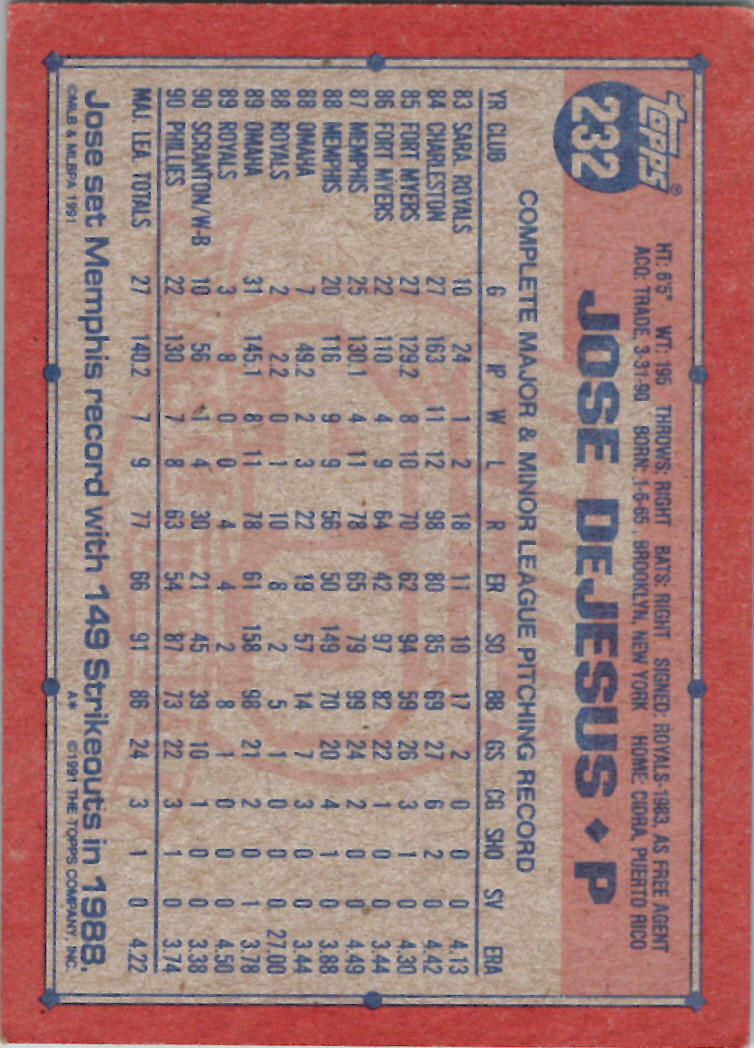 topps®
232
HT: 6'5" WT: 195 THROWS: RIGHT BATS: RIGHT SIGNED: ROYALS-1983, AS FREE AGENT
ACQ: TRADE, 3-31-90 BORN: 1-6-65, BROOKLYN, NEW YORK HOME: CIDRA, PUERTO RICO
JOSE DEJESUS ◆ P
COMPLETE MAJOR & MINOR LEAGUE PITCHING RECORD
YR CLUB G IP W L R ER SO BB GS CG SHO SV ERA
83 SARA. ROYALS 10 24 1 2 18 11 10 17 2 0 0 0 4.13
84 CHARLESTON 27 163 11 12 98 80 85 69 27 6 2 0 4.42
85 FORT MYERS 27 129.2 8 10 70 62 94 59 26 3 1 0 4.30
86 FORT MYERS 22 110 4 9 64 42 97 82 22 1 0 0 3.44
87 MEMPHIS 25 130.1 4 11 78 65 79 99 24 2 0 0 4.49
88 MEMPHIS 20 116 9 9 56 50 149 70 20 4 1 0 3.88
88 OMAHA 7 49.2 2 3 22 19 57 14 7 3 0 0 3.44
88 ROYALS 2 2.2 0 1 10 8 2 5 1 0 0 0 27.00
89 OMAHA 31 145.1 8 11 78 61 158 98 21 2 0 1 3.78
89 ROYALS 3 8 0 0 4 4 2 8 1 0 0 0 4.50
90 SCRANTON/W-B 10 56 1 4 30 21 45 39 10 1 0 0 3.38
90 PHILLIES 22 130 7 8 63 54 87 73 22 3 1 0 3.74
MAJ. LEA. TOTALS 27 140.2 7 9 77 66 91 86 24 3 1 0 4.22
Jose set Memphis record with 149 Strikeouts in 1988.
©MLB & MLBPA 1991 A* ©1991 THE TOPPS COMPANY, INC.